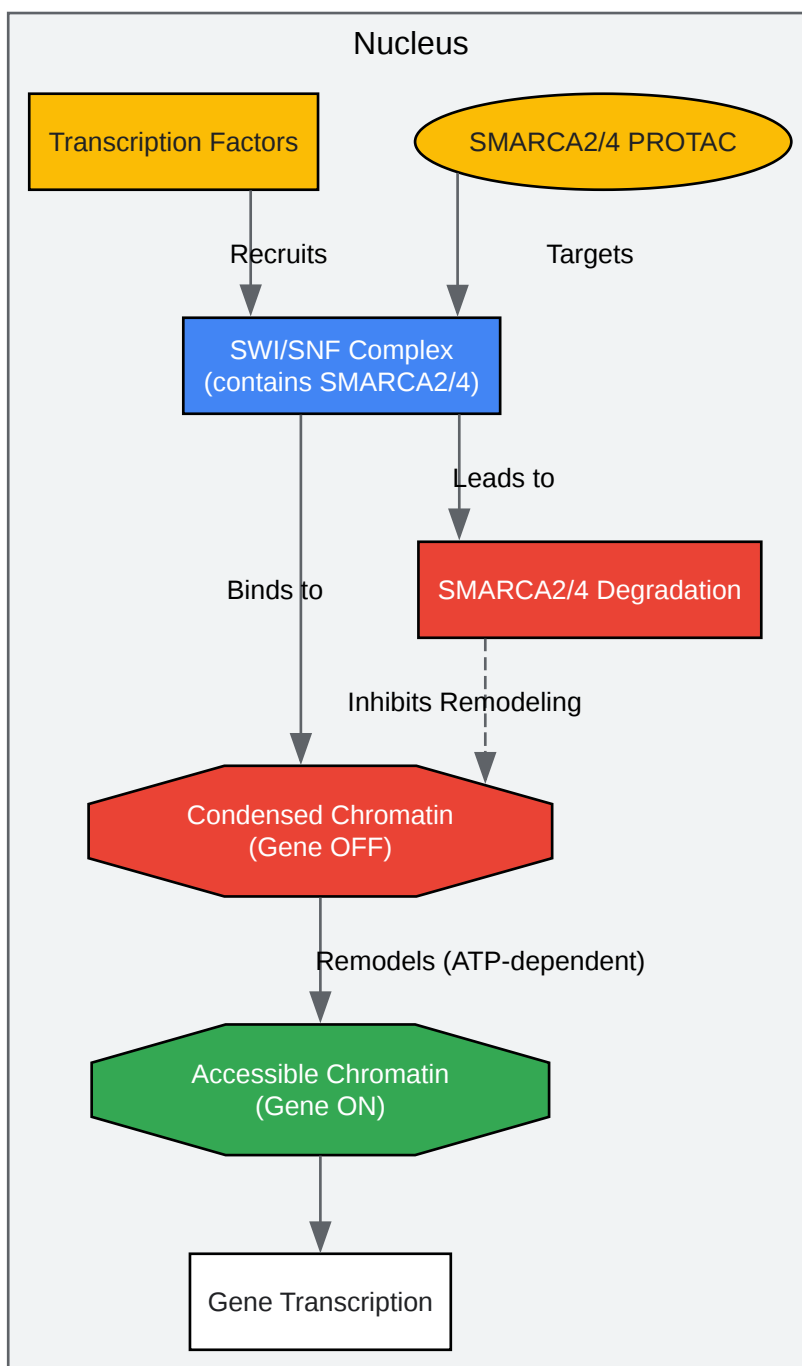 Nucleus
Transcription Factors
SMARCA2/4 PROTAC
Recruits
Targets
SWI/SNF Complex
(contains SMARCA2/4)
Leads to
Binds to
SMARCA2/4 Degradation
Inhibits Remodeling
Condensed Chromatin
(Gene OFF)
Remodels (ATP-dependent)
Accessible Chromatin
(Gene ON)
Gene Transcription